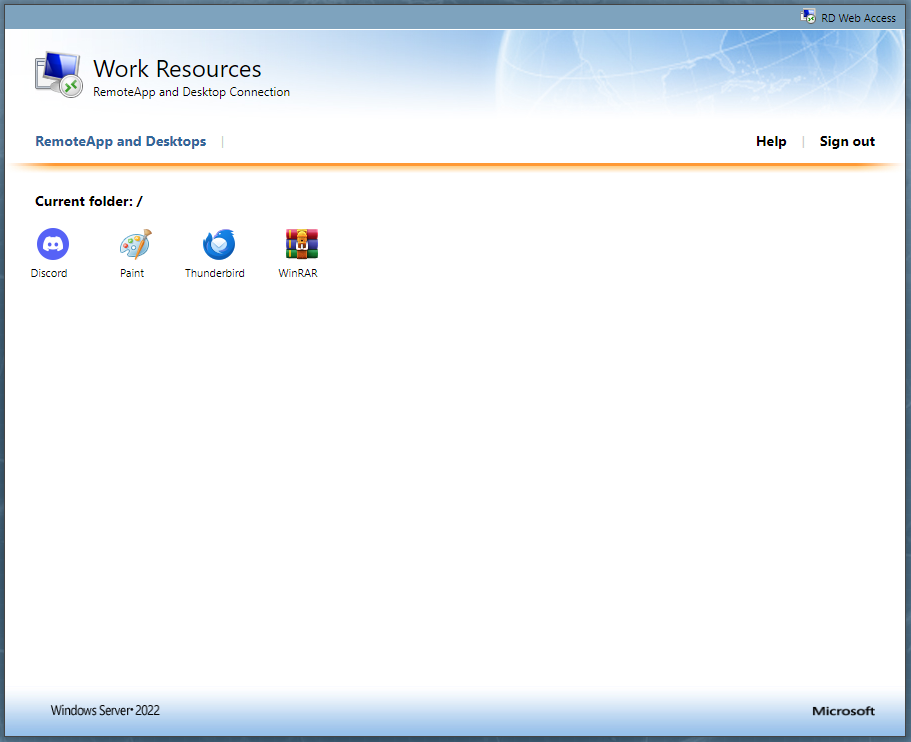 RD Web Access
Work Resources
RemoteApp and Desktop Connection
RemoteApp and Desktops | Help | Sign out
Current folder: /
Discord Paint Thunderbird WinRAR
Windows Server 2022 Microsoft